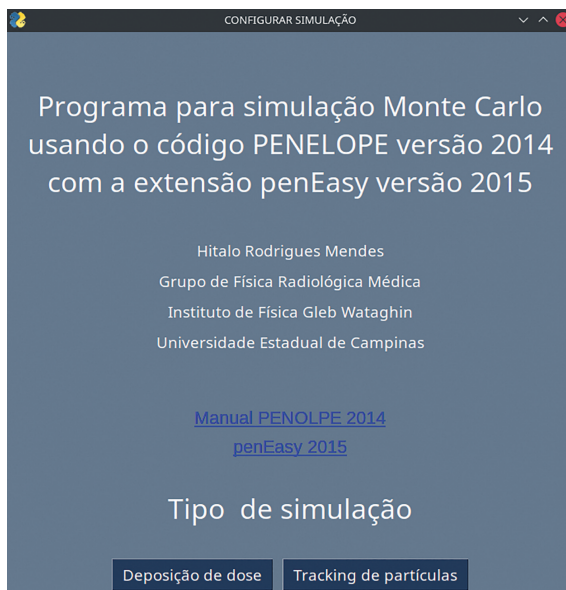 CONFIGURAR SIMULAÇÃO
Programa para simulação Monte Carlo
usando o código PENELOPE versão 2014
com a extensão penEasy versão 2015
Hitalo Rodrigues Mendes
Grupo de Física Radiológica Médica
Instituto de Física Gleb Wataghin
Universidade Estadual de Campinas
Manual PENOLPE 2014
penEasy 2015
Tipo  de simulação
Deposição de dose
Tracking de partículas